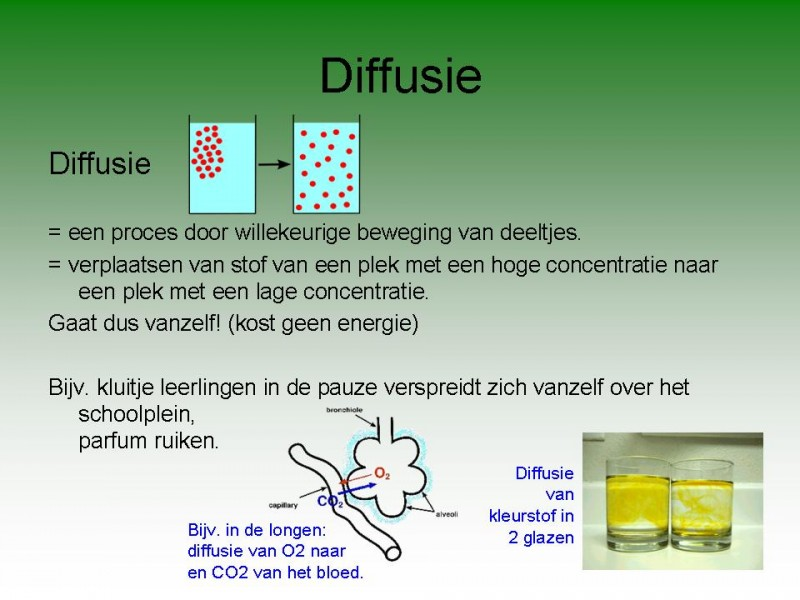 Diffusie
Diffusie
= een proces door willekeurige beweging van deeltjes.
= verplaatsen van stof van een plek met een hoge concentratie naar
een plek met een lage concentratie.
Gaat dus vanzelf! (kost geen energie)
Bijv. kluitje leerlingen in de pauze verspreidt zich vanzelf over het
schoolplein,
parfum ruiken.
bronchiole
O2
CO2
capillary
alveoli
Bijv. in de longen:
diffusie van O2 naar
en CO2 van het bloed.
Diffusie
van
kleurstof in
2 glazen